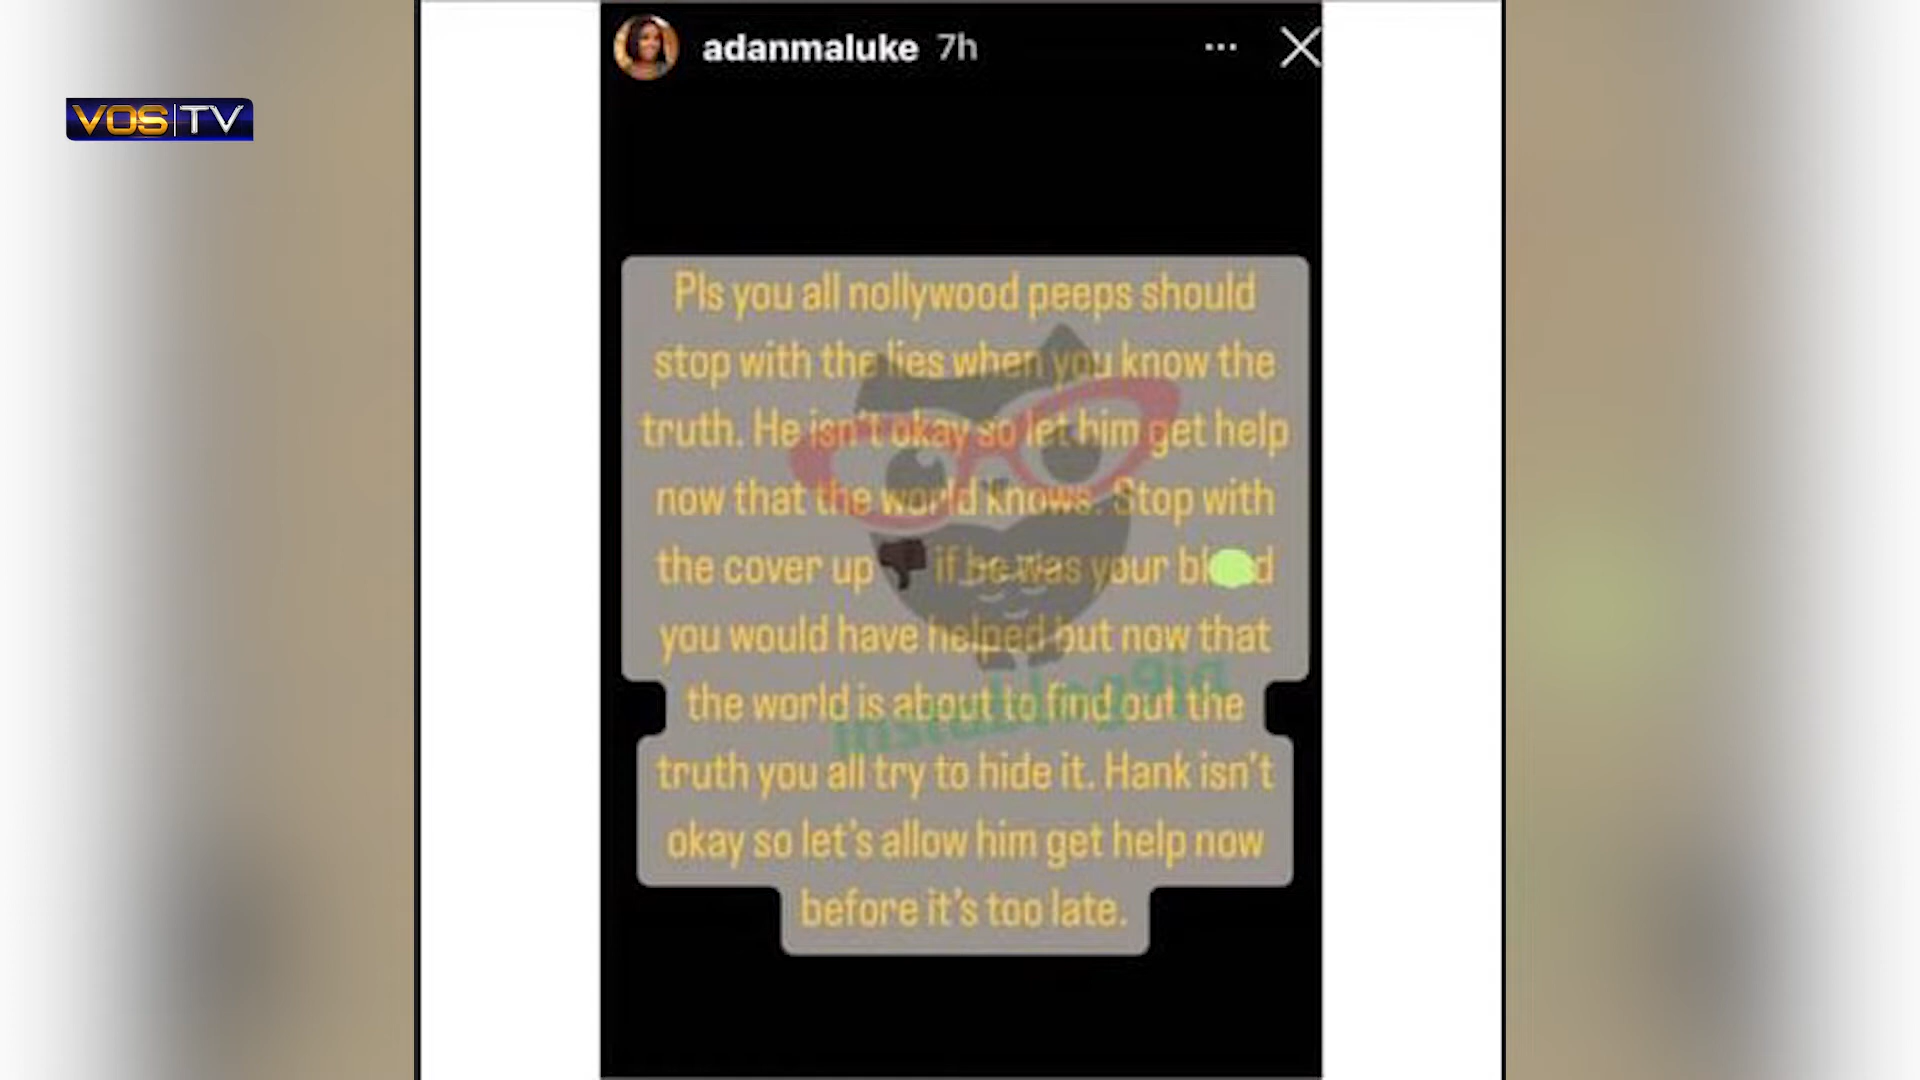 VOS|TV
adanmaluke 7h
Pls you all nollywood peeps should
stop with the lies when you know the
truth. He isn't okay so let him get help
now that the world knows. Stop with
the cover up 👎🏿 if he was your bl d
you would have helped but now that
the world is about to find out the
truth you all try to hide it. Hank isn't
okay so let's allow him get help now
before it's too late.
instablog9ja